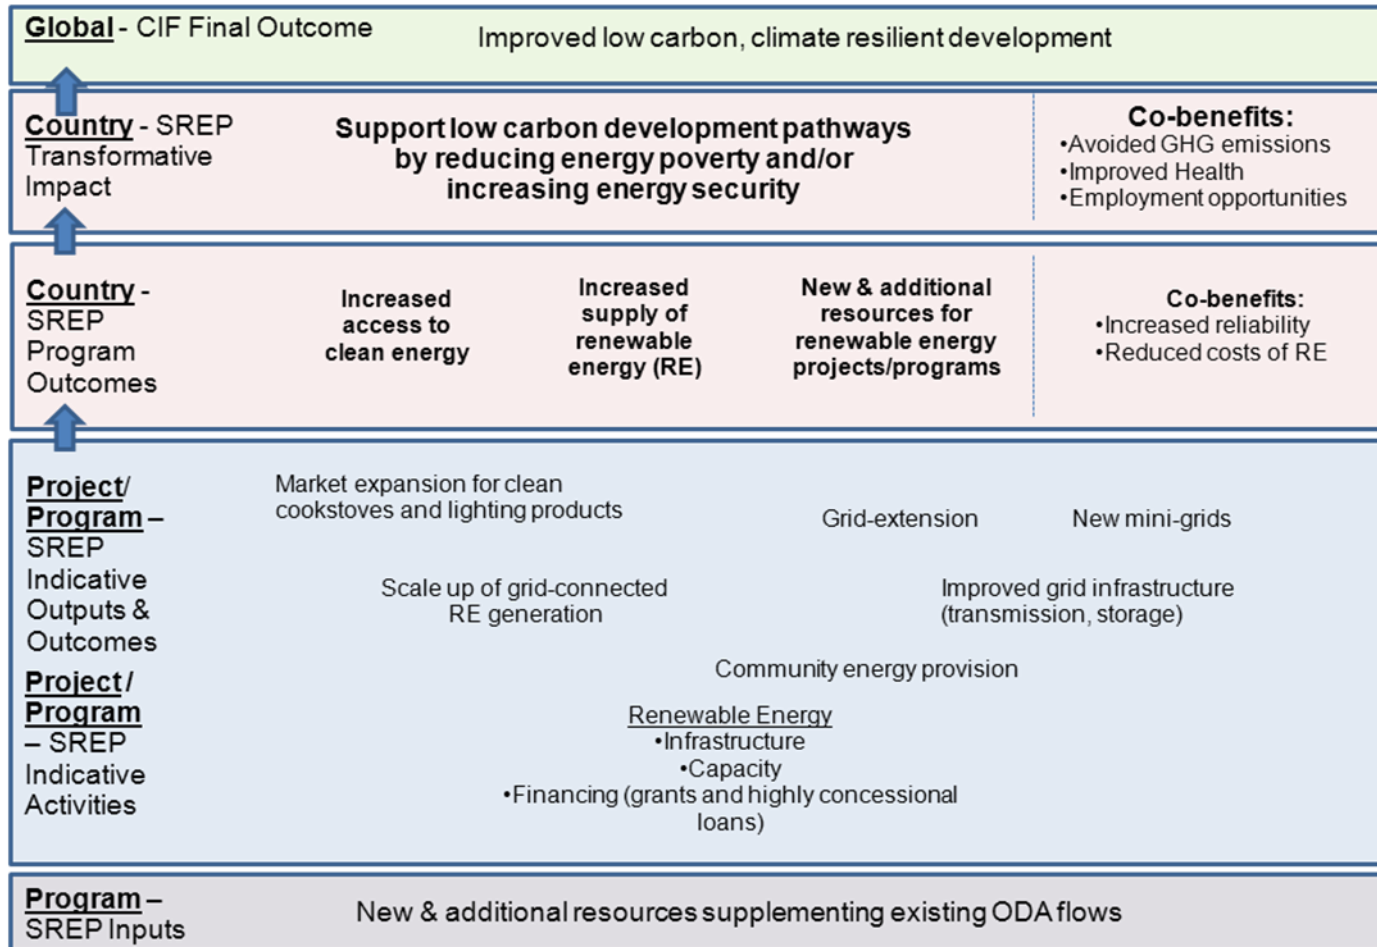 Global - CIF Final Outcome
Improved low carbon, climate resilient development
Country - SREP
Transformative
Impact
Support low carbon development pathways
by reducing energy poverty and/or
increasing energy security
Co-benefits:
•Avoided GHG emissions
•Improved Health
•Employment opportunities
Country -
SREP
Program
Outcomes
Increased
access to
clean energy
Increased
supply of
renewable
energy (RE)
New & additional
resources for
renewable energy
projects/programs
Co-benefits:
•Increased reliability
•Reduced costs of RE
Project/
Program –
SREP
Indicative
Outputs &
Outcomes
Market expansion for clean
cookstoves and lighting products
Grid-extension
New mini-grids
Scale up of grid-connected
RE generation
Improved grid infrastructure
(transmission, storage)
Community energy provision
Project /
Program
– SREP
Indicative
Activities
Renewable Energy
•Infrastructure
•Capacity
•Financing (grants and highly concessional
loans)
Program –
SREP Inputs
New & additional resources supplementing existing ODA flows